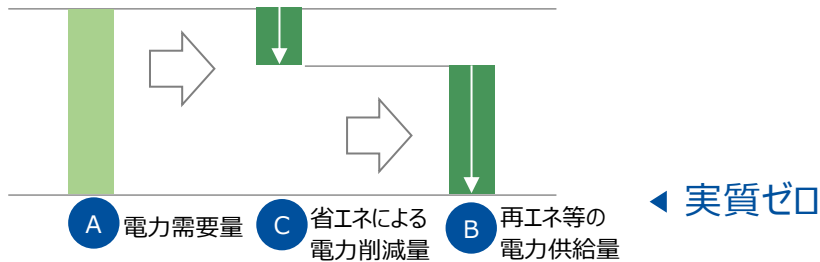 A 電力需要量
C 省エネによる
電力削減量
B 再エネ等の
電力供給量
◀ 実質ゼロ